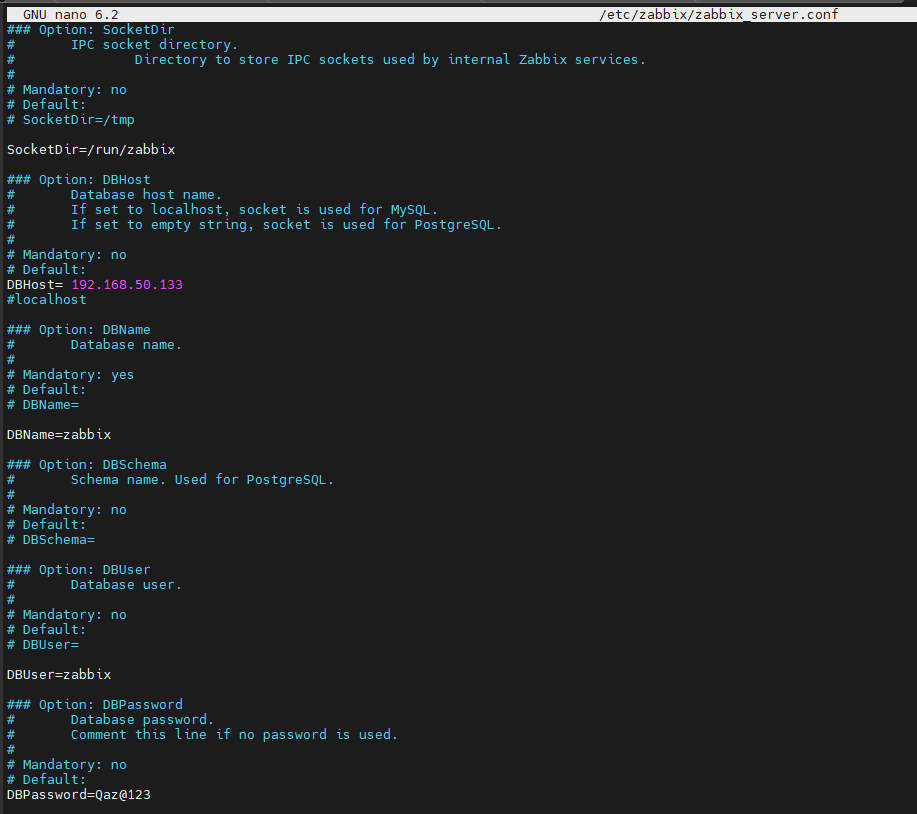 GNU nano 6.2 /etc/zabbix/zabbix_server.conf
### Option: SocketDir
# IPC socket directory.
# Directory to store IPC sockets used by internal Zabbix services.
#
# Mandatory: no
# Default:
# SocketDir=/tmp
SocketDir=/run/zabbix
### Option: DBHost
# Database host name.
# If set to localhost, socket is used for MySQL.
# If set to empty string, socket is used for PostgreSQL.
#
# Mandatory: no
# Default:
DBHost= 192.168.50.133
#localhost
### Option: DBName
# Database name.
#
# Mandatory: yes
# Default:
# DBName=
DBName=zabbix
### Option: DBSchema
# Schema name. Used for PostgreSQL.
#
# Mandatory: no
# Default:
# DBSchema=
### Option: DBUser
# Database user.
#
# Mandatory: no
# Default:
# DBUser=
DBUser=zabbix
### Option: DBPassword
# Database password.
# Comment this line if no password is used.
#
# Mandatory: no
# Default:
DBPassword=Qaz@123